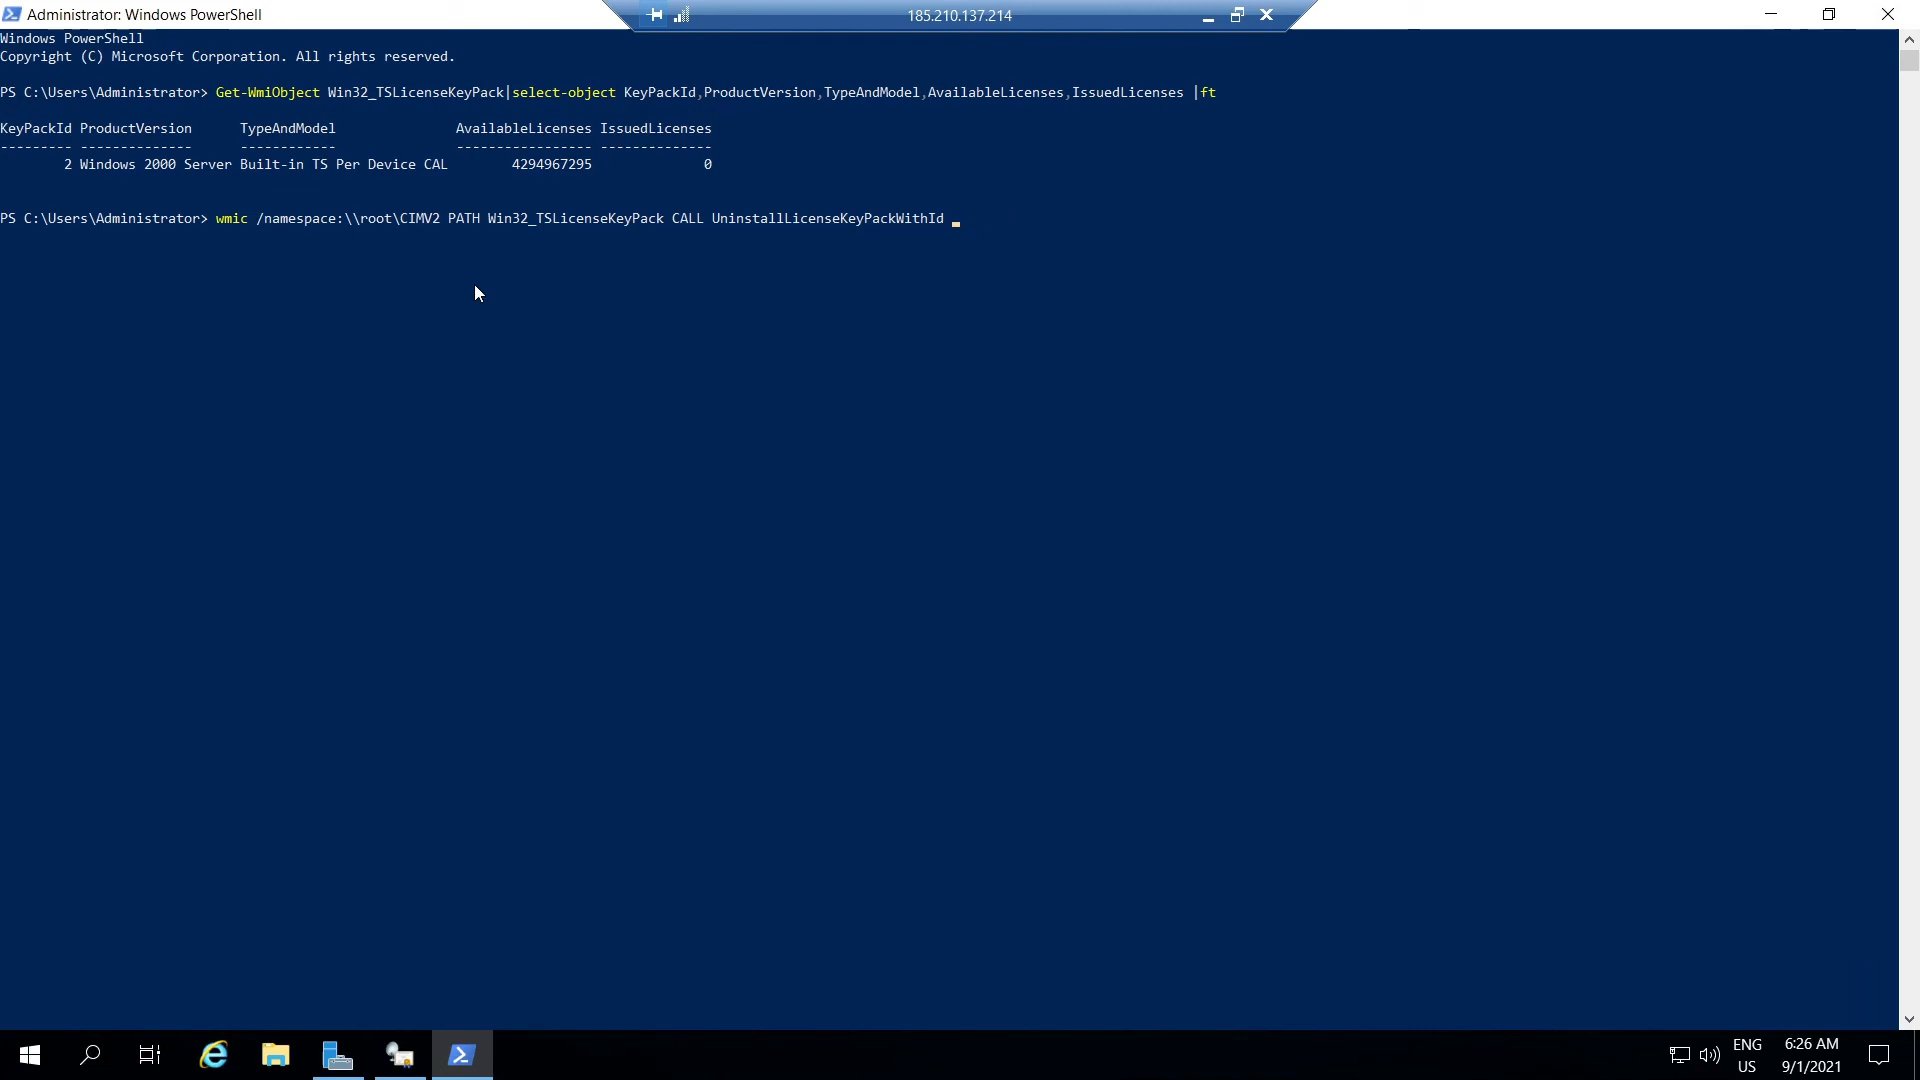 Administrator: Windows PowerShell
185.210.137.214
Windows PowerShell
Copyright (C) Microsoft Corporation. All rights reserved.
PS C:\Users\Administrator> Get-WmiObject Win32_TSLicenseKeyPack|select-object KeyPackId,ProductVersion,TypeAndModel,AvailableLicenses,IssuedLicenses |ft
KeyPackId ProductVersion      TypeAndModel               AvailableLicenses IssuedLicenses
--------- --------------      ------------               ----------------- --------------
        2 Windows 2000 Server Built-in TS Per Device CAL        4294967295              0
PS C:\Users\Administrator> wmic /namespace:\\root\CIMV2 PATH Win32_TSLicenseKeyPack CALL UninstallLicenseKeyPackWithId _
ENG
US
6:26 AM
9/1/2021